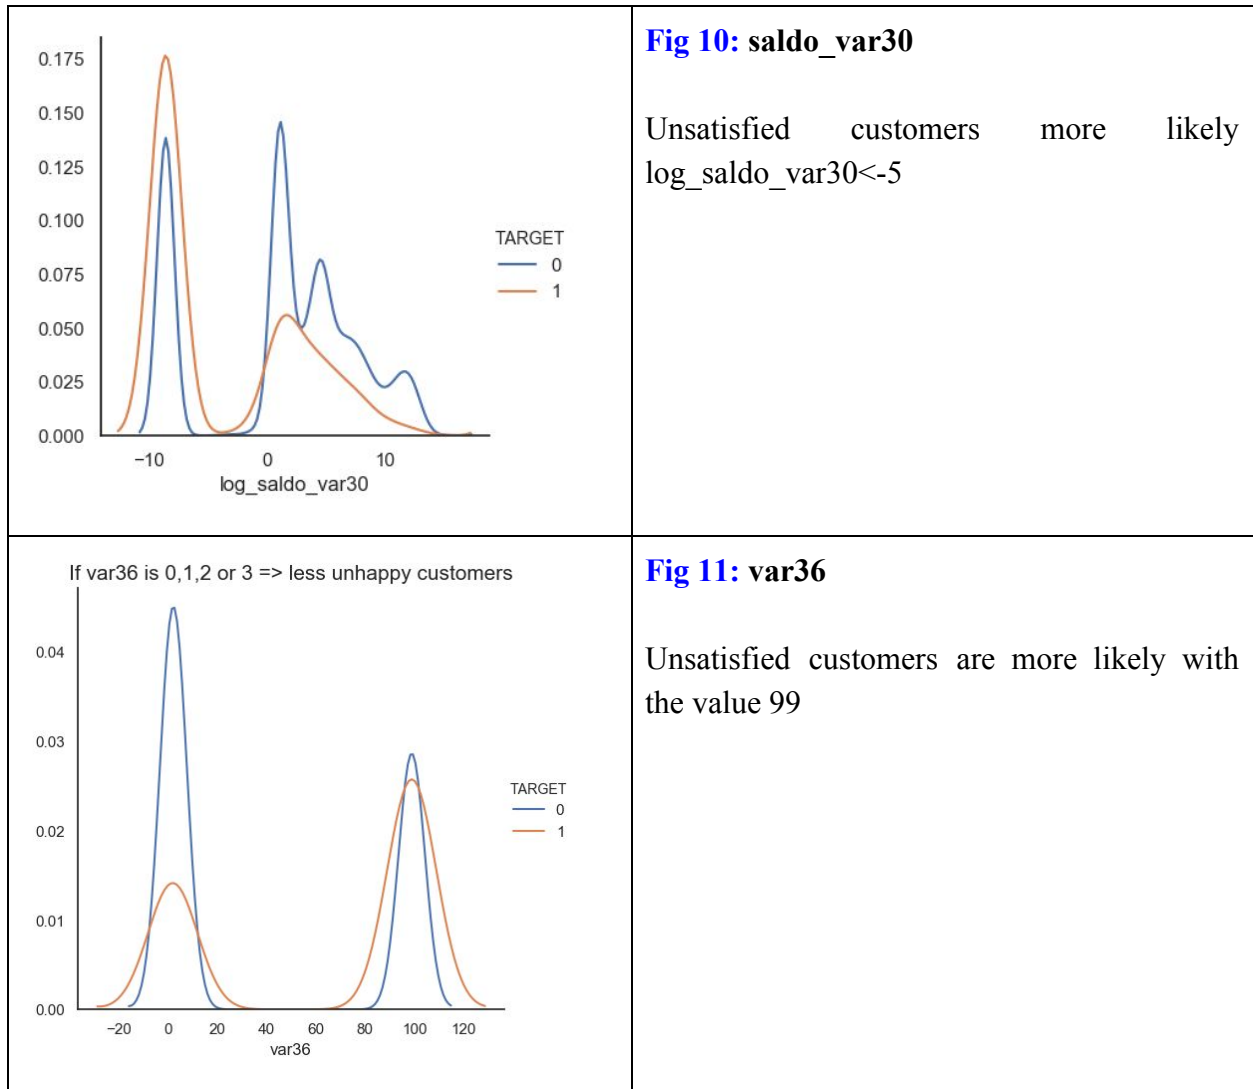 0.175
0.150
0.125
0.100
0.075
0.050
0.025
0.000
−10 0 10
log_saldo_var30
TARGET
0
1
Fig 10: saldo_var30
Unsatisfied customers more likely
log_saldo_var30<-5
If var36 is 0,1,2 or 3 => less unhappy customers
0.04
0.03
0.02
0.01
0.00
−20 0 20 40 60 80 100 120
var36
TARGET
0
1
Fig 11: var36
Unsatisfied customers are more likely with
the value 99